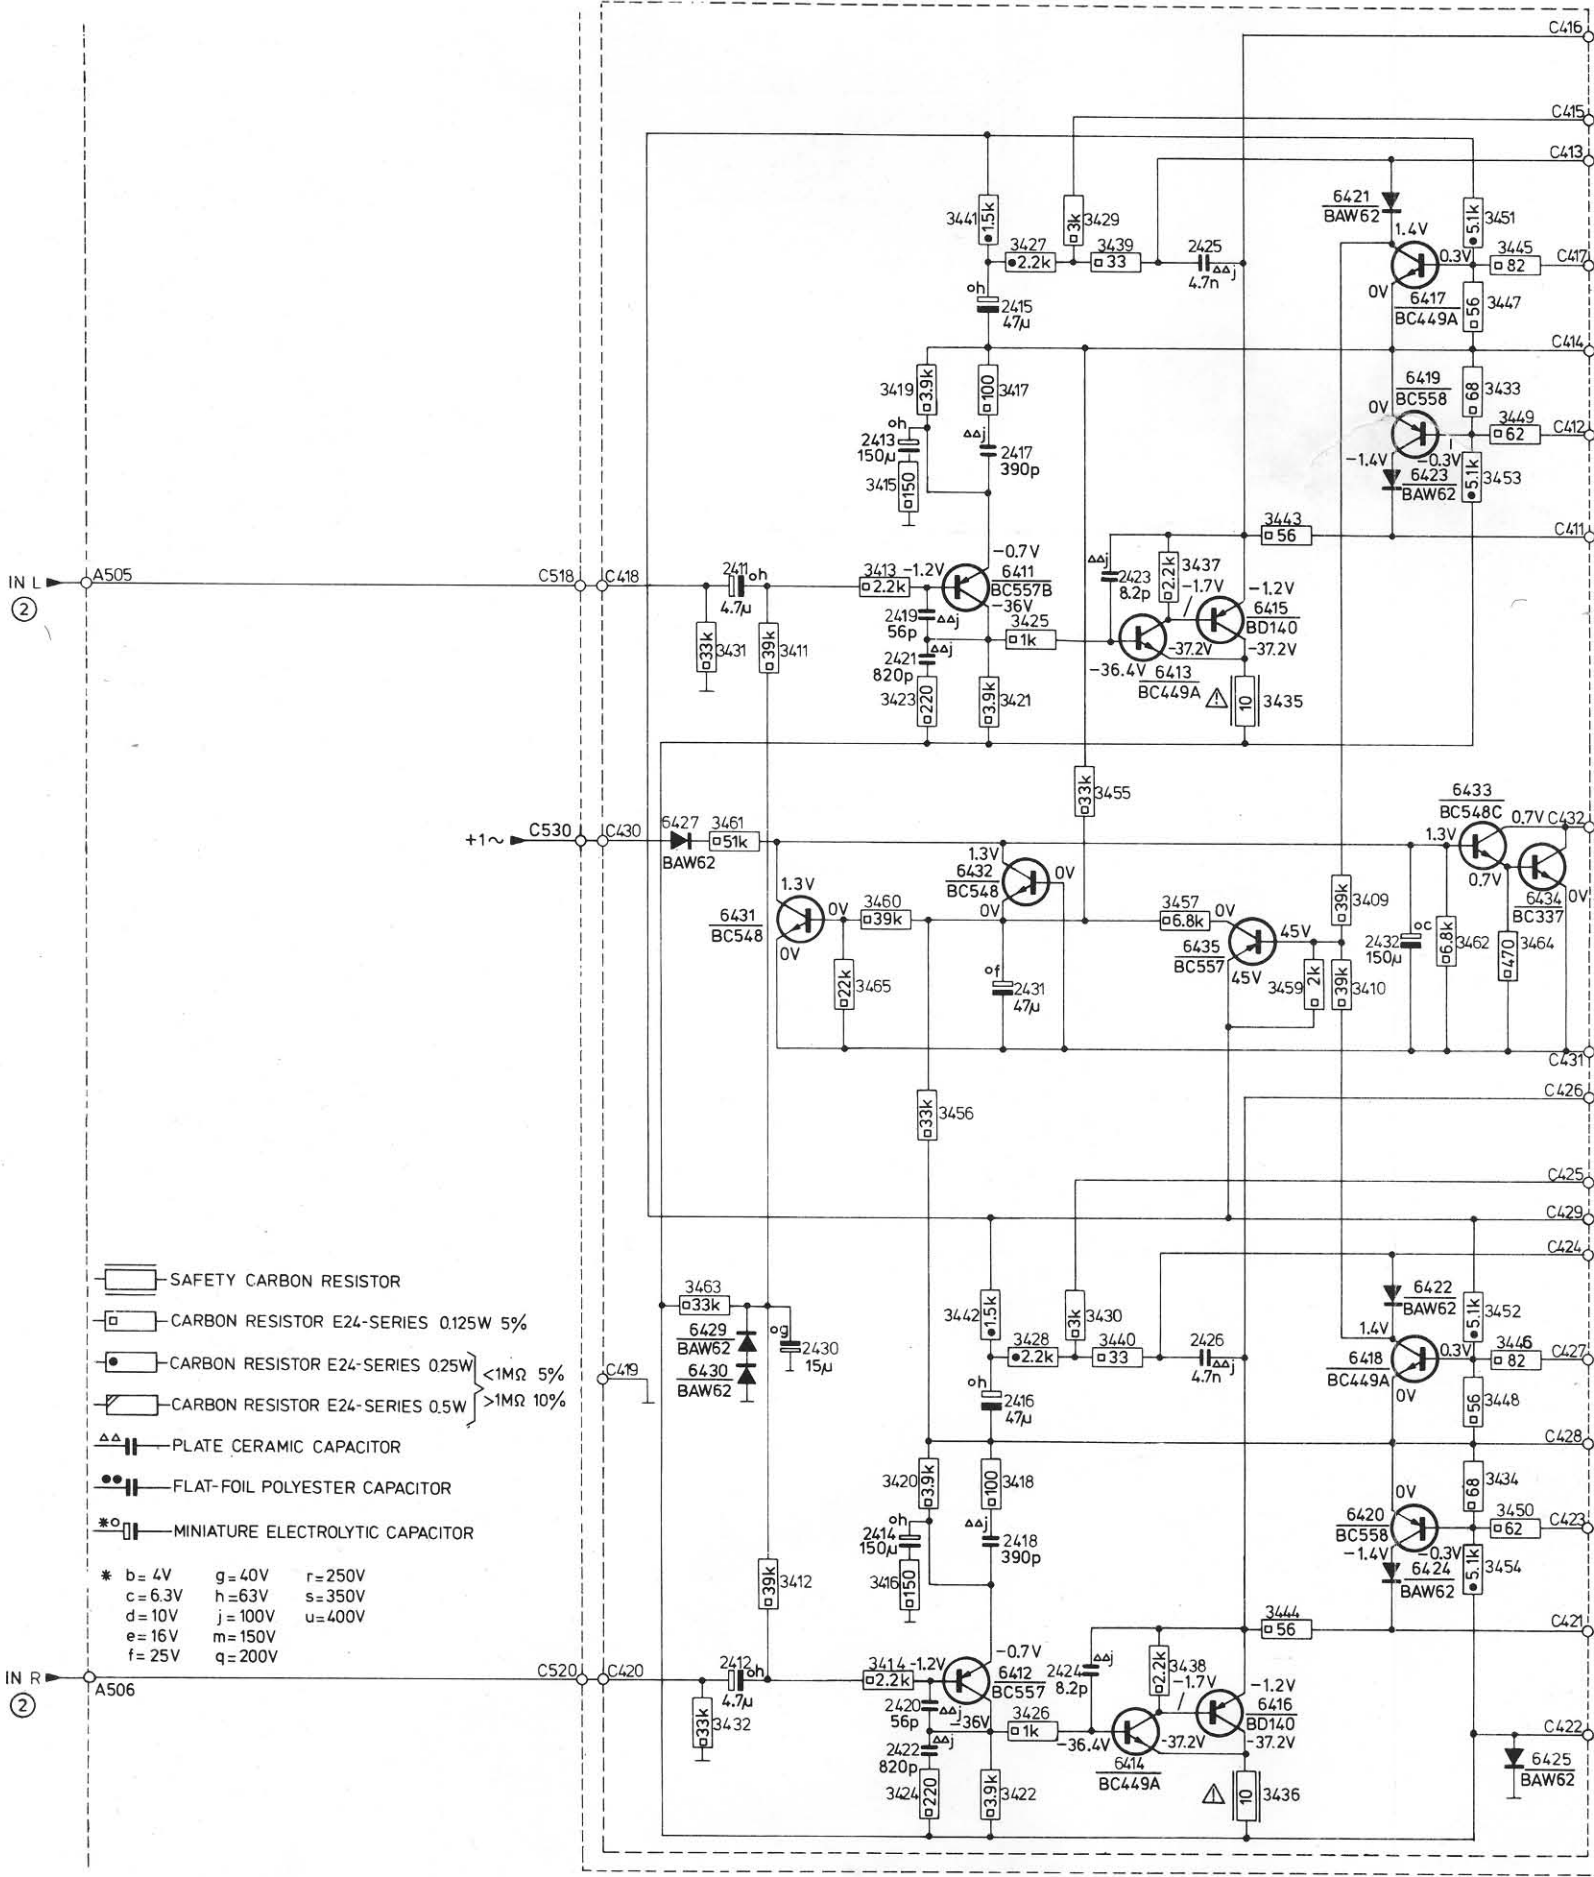 C416
C415
C413
6421
BAW62
3441
1.5k
3k
3429
5.1k
3451
1.4V
3427
2.2k
3439
33
2425
△△j
4.7n
0.3V
3445
82
C417
oh
2415
47µ
0V
6417
BC449A
56
3447
C414
3419
3.9k
100
3417
6419
BC558
68
3433
0V
3449
62
C412
oh
2413
150µ
△△j
2417
390p
-1.4V
-0.3V
6423
BAW62
5.1k
3453
3415
150
3443
56
C411
IN L
2
A505
C518
C418
2411
oh
4.7µ
3413
2.2k
-1.2V
-0.7V
6411
BC557B
-36V
△△j
2423
8.2p
2.2k
3437
-1.7V
-1.2V
6415
BD140
-37.2V
33k
3431
39k
3411
2419
△△j
56p
3425
1k
2421
△△j
820p
-36.4V
-37.2V
6413
BC449A
3423
220
3.9k
3421
10
3435
33k
3455
+1~
C530
C430
6427
BAW62
3461
51k
6433
BC548C
0.7V
C432
1.3V
0.7V
6434
BC337
0V
1.3V
6432
BC548
0V
0V
1.3V
6431
BC548
0V
0V
3460
39k
3457
6.8k
0V
45V
6435
BC557
45V
39k
3409
oc
2432
150µ
6.8k
3462
470
3464
22k
3465
of
2431
47µ
3459
2k
39k
3410
C431
C426
33k
3456
C425
C429
C424
SAFETY CARBON RESISTOR
CARBON RESISTOR E24-SERIES 0.125W 5%
CARBON RESISTOR E24-SERIES 0.25W
<1MΩ 5%
>1MΩ 10%
CARBON RESISTOR E24-SERIES 0.5W
△△ PLATE CERAMIC CAPACITOR
●● FLAT-FOIL POLYESTER CAPACITOR
*o MINIATURE ELECTROLYTIC CAPACITOR
* b=4V g=40V r=250V
c=6.3V h=63V s=350V
d=10V j=100V u=400V
e=16V m=150V
f=25V q=200V
3463
33k
6429
BAW62
6430
BAW62
og
2430
15µ
C419
3442
1.5k
3k
3430
6422
BAW62
5.1k
3452
3428
2.2k
3440
33
2426
△△j
4.7n
1.4V
6418
BC449A
0.3V
3446
82
C427
0V
56
3448
oh
2416
47µ
C428
3420
3.9k
100
3418
0V
68
3434
6420
BC558
3450
62
C423
oh
2414
150µ
△△j
2418
390p
-1.4V
-0.3V
6424
BAW62
5.1k
3454
39k
3412
3416
150
3444
56
C421
IN R
2
A506
C520
C420
2412
oh
4.7µ
3414
2.2k
-1.2V
-0.7V
6412
BC557
2424
△△j
8.2p
2.2k
3438
-1.7V
-1.2V
6416
BD140
-37.2V
33k
3432
2420
△△j
56p
-36V
3426
1k
2422
△△j
820p
-36.4V
-37.2V
6414
BC449A
3424
220
3.9k
3422
10
3436
C422
6425
BAW62